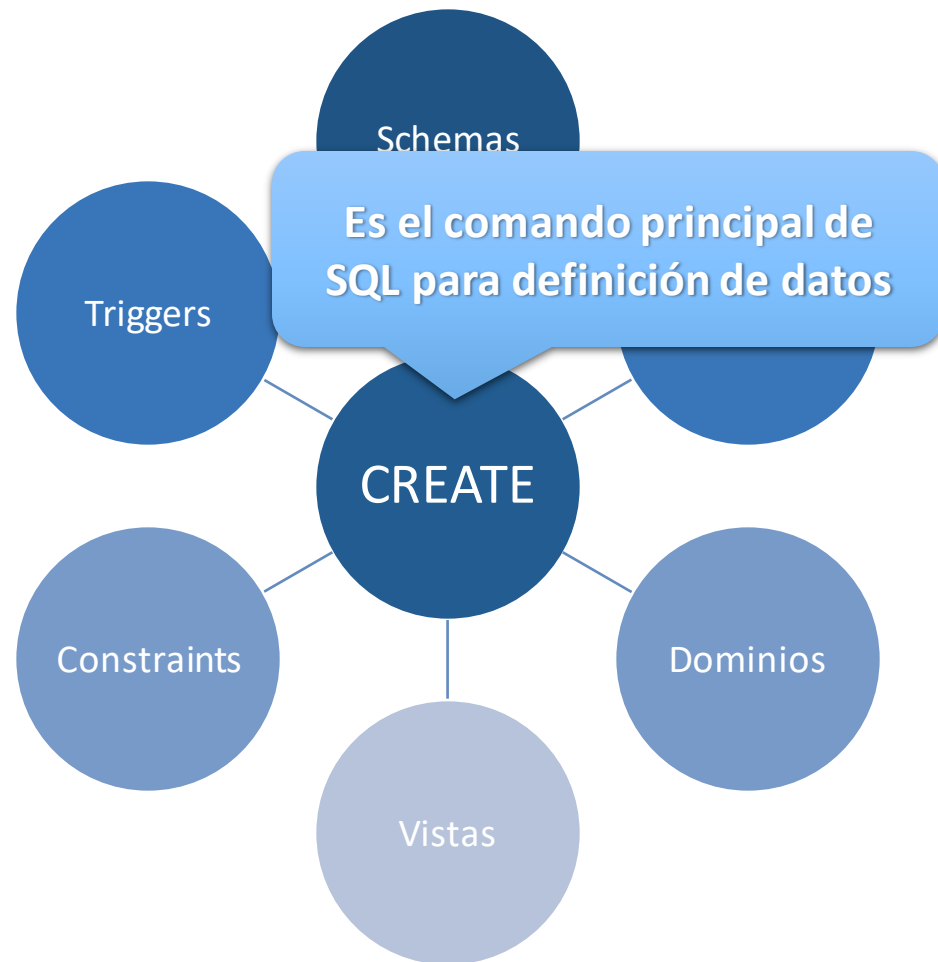 Schemas
Es el comando principal de
SQL para definición de datos
Triggers
CREATE
Constraints
Dominios
Vistas